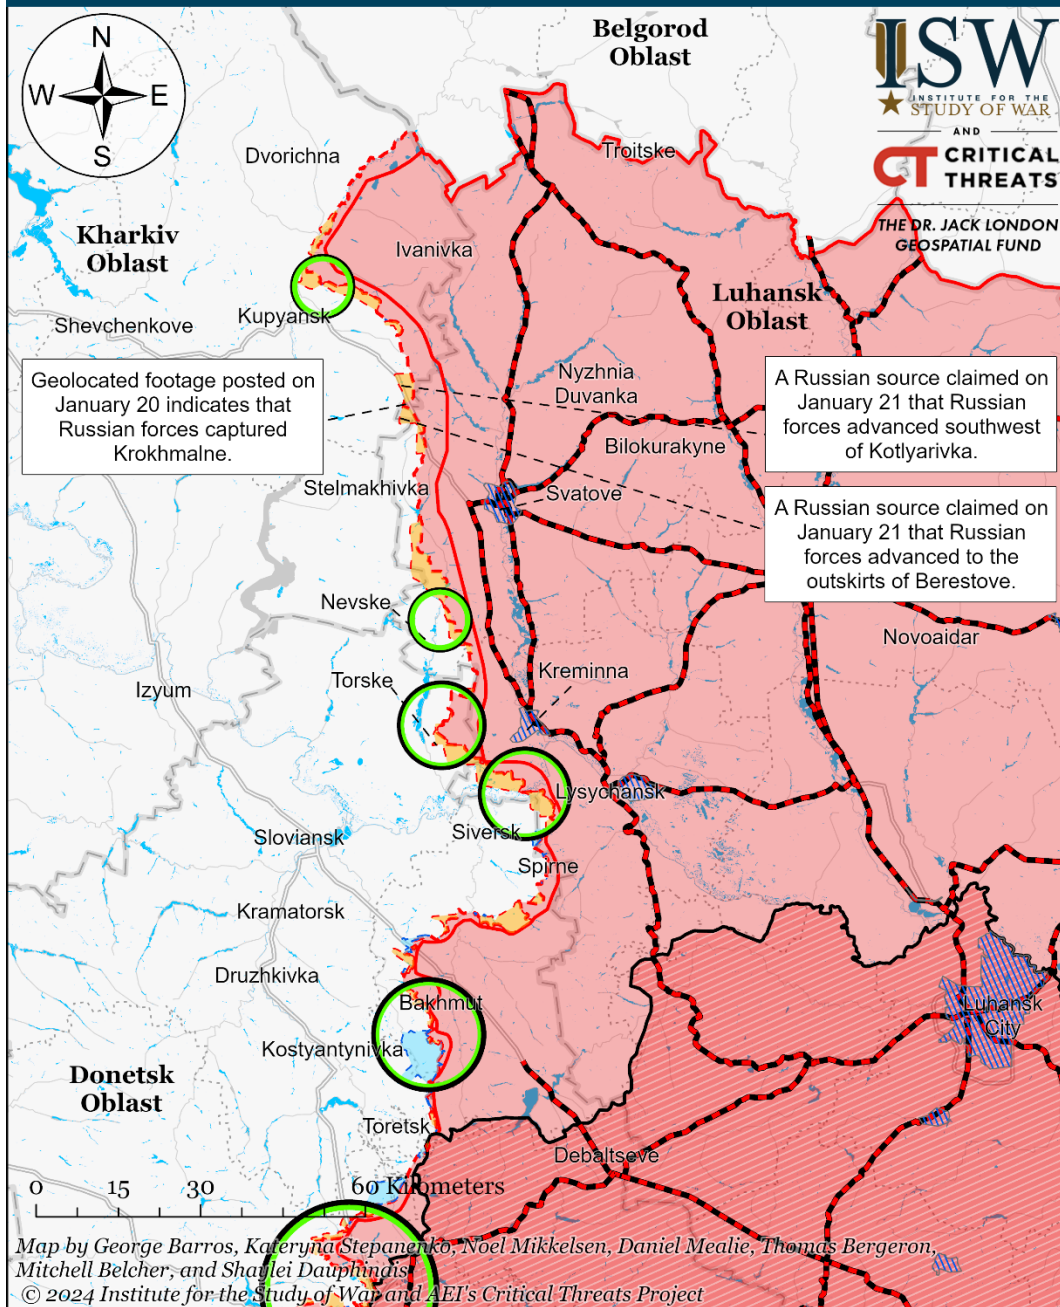 N
W
E
S
Belgorod
Oblast
ISW
INSTITUTE FOR THE
STUDY OF WAR
AND
CT CRITICAL
THREATS
THE DR. JACK LONDON
GEOSPATIAL FUND
Dvorichna
Troitske
Kharkiv
Oblast
Ivanivka
Luhansk
Oblast
Shevchenkove
Kupyansk
Geolocated footage posted on
January 20 indicates that
Russian forces captured
Krokhmalne.
Nyzhnia
Duvanka
A Russian source claimed on
January 21 that Russian
forces advanced southwest
of Kotlyarivka.
Bilokurakyne
Stelmakhivka
Svatove
A Russian source claimed on
January 21 that Russian
forces advanced to the
outskirts of Berestove.
Nevske
Novoaidar
Torske
Kreminna
Izyum
Lysychansk
Siversk
Sloviansk
Spirne
Kramatorsk
Druzhkivka
Bakhmut
Luhansk
City
Kostyantynivka
Donetsk
Oblast
Toretsk
Debaltseve
0 15 30 60 Kilometers
Map by George Barros, Kateryna Stepanenko, Noel Mikkelsen, Daniel Mealie, Thomas Bergeron,
Mitchell Belcher, and Shaylei Dauphinais
© 2024 Institute for the Study of War and AEI's Critical Threats Project